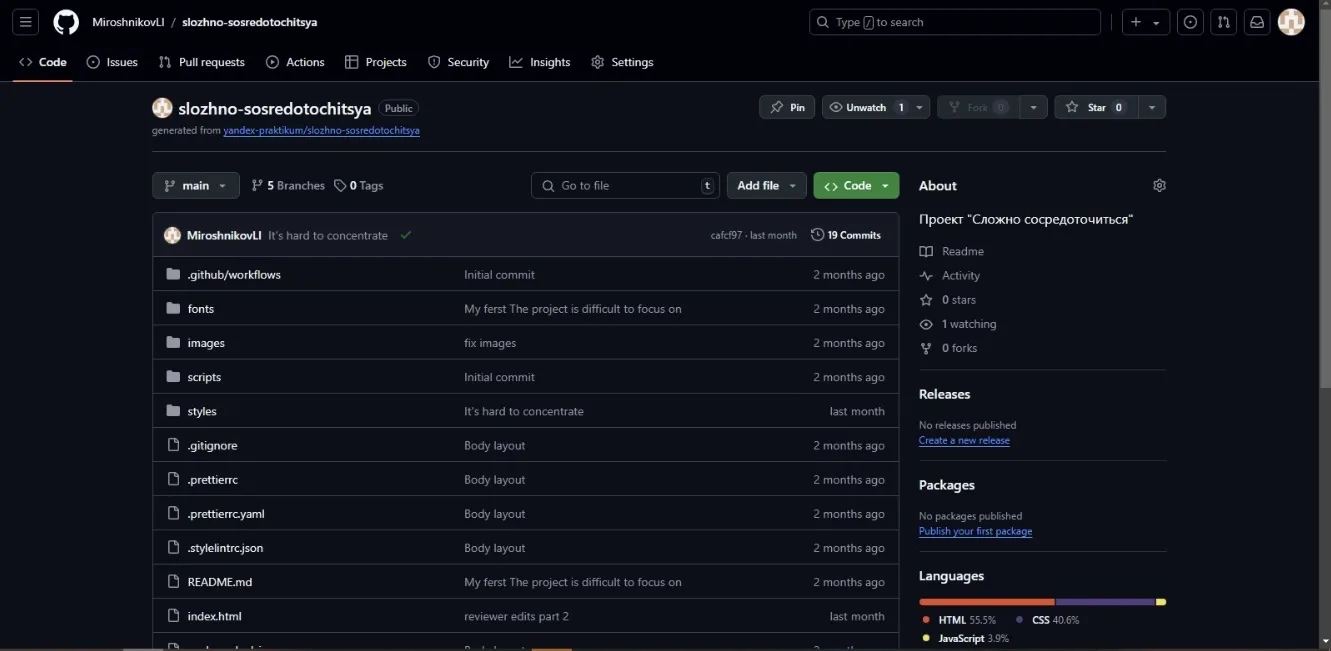 MiroshnikovLI / slozhno-sosredotochitsya
Type / to search
Code Issues Pull requests Actions Projects Security Insights Settings
slozhno-sosredotochitsya Public
Pin Unwatch 1 Fork 0 Star 0
generated from yandex-praktikum/slozhno-sosredotochitsya
main 5 Branches 0 Tags Go to file t Add file Code
MiroshnikovLI It's hard to concentrate cafcf97 · last month 19 Commits
.github/workflows Initial commit 2 months ago
fonts My ferst The project is difficult to focus on 2 months ago
images fix images 2 months ago
scripts Initial commit 2 months ago
styles It's hard to concentrate last month
.gitignore Body layout 2 months ago
.prettierrc Body layout 2 months ago
.prettierrc.yaml Body layout 2 months ago
.stylelintrc.json Body layout 2 months ago
README.md My ferst The project is difficult to focus on 2 months ago
index.html reviewer edits part 2 last month
About
Проект "Сложно сосредоточиться"
Readme
Activity
0 stars
1 watching
0 forks
Releases
No releases published
Create a new release
Packages
No packages published
Publish your first package
Languages
HTML 55.5% CSS 40.6%
JavaScript 3.9%